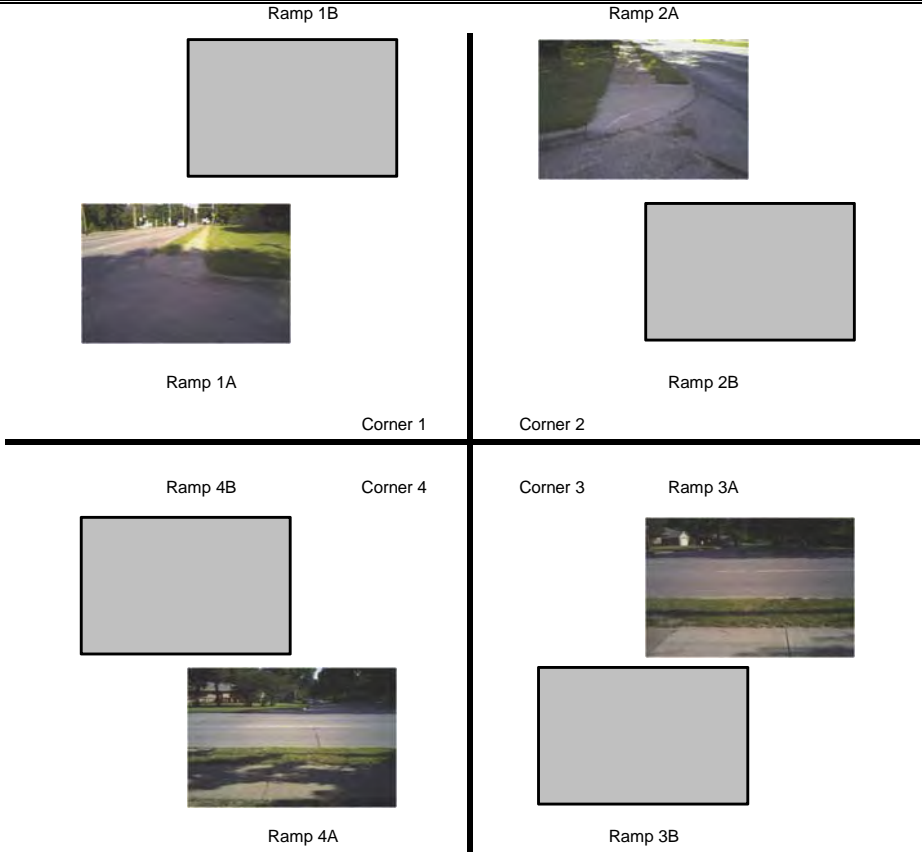 Ramp 1B
Ramp 2A
Ramp 1A
Ramp 2B
Corner 1
Corner 2
Ramp 4B
Corner 4
Corner 3
Ramp 3A
Ramp 4A
Ramp 3B